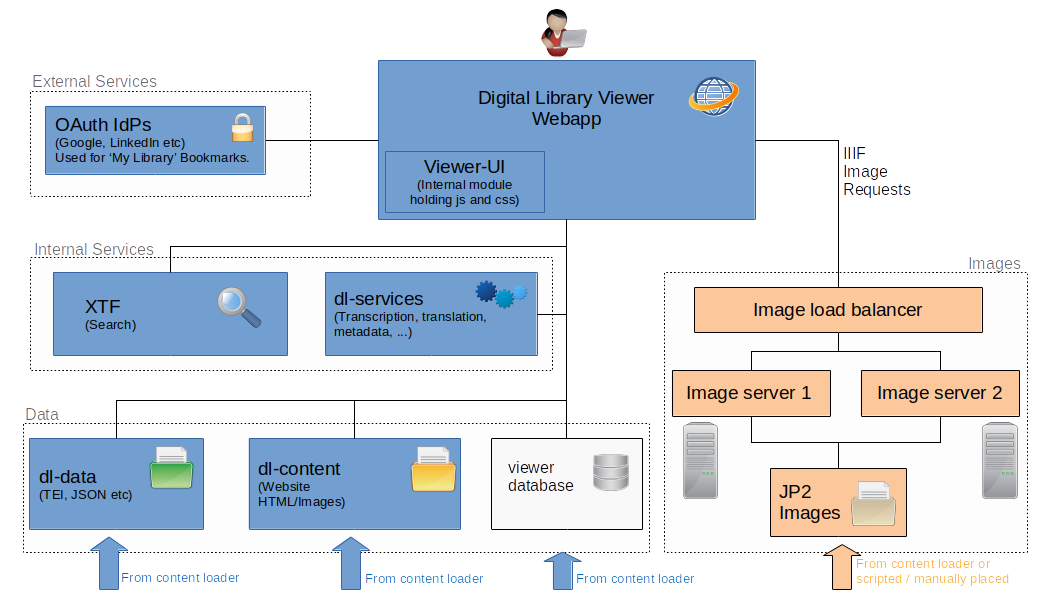 External Services
OAuth IdPs
(Google, LinkedIn etc)
Used for ‘My Library’ Bookmarks.
Digital Library Viewer
Webapp
Viewer-UI
(Internal module
holding js and css)
IIIF
Image
Requests
Internal Services
XTF
(Search)
dl-services
(Transcription, translation,
metadata, ...)
Images
Image load balancer
Image server 1
Image server 2
JP2
Images
Data
dl-data
(TEI, JSON etc)
dl-content
(Website
HTML/Images)
viewer
database
From content loader
From content loader
From content loader
From content loader or
scripted / manually placed